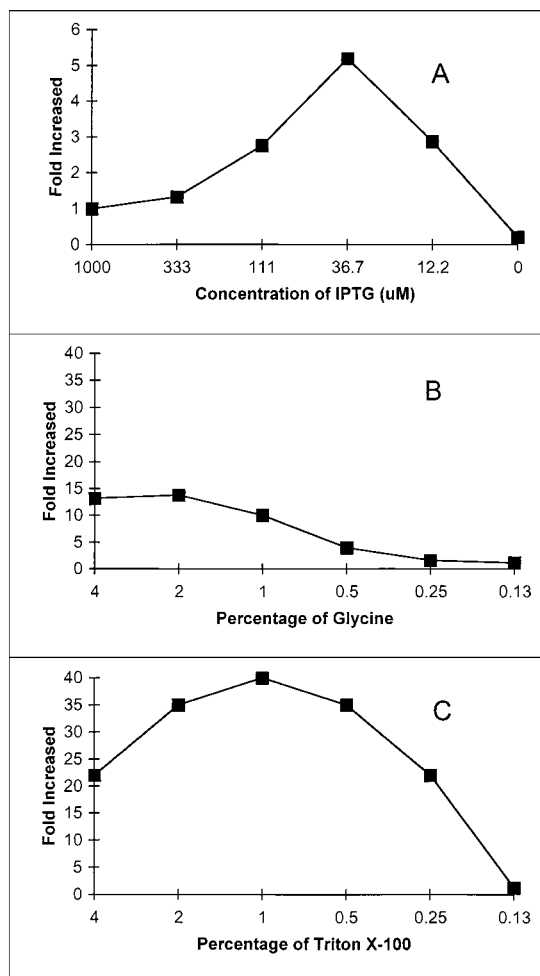 A
Fold Increased
6
5
4
3
2
1
0
1000 333 111 36.7 12.2 0
Concentration of IPTG (uM)
B
Fold Increased
40
35
30
25
20
15
10
5
0
4 2 1 0.5 0.25 0.13
Percentage of Glycine
C
Fold Increased
40
35
30
25
20
15
10
5
0
4 2 1 0.5 0.25 0.13
Percentage of Triton X-100